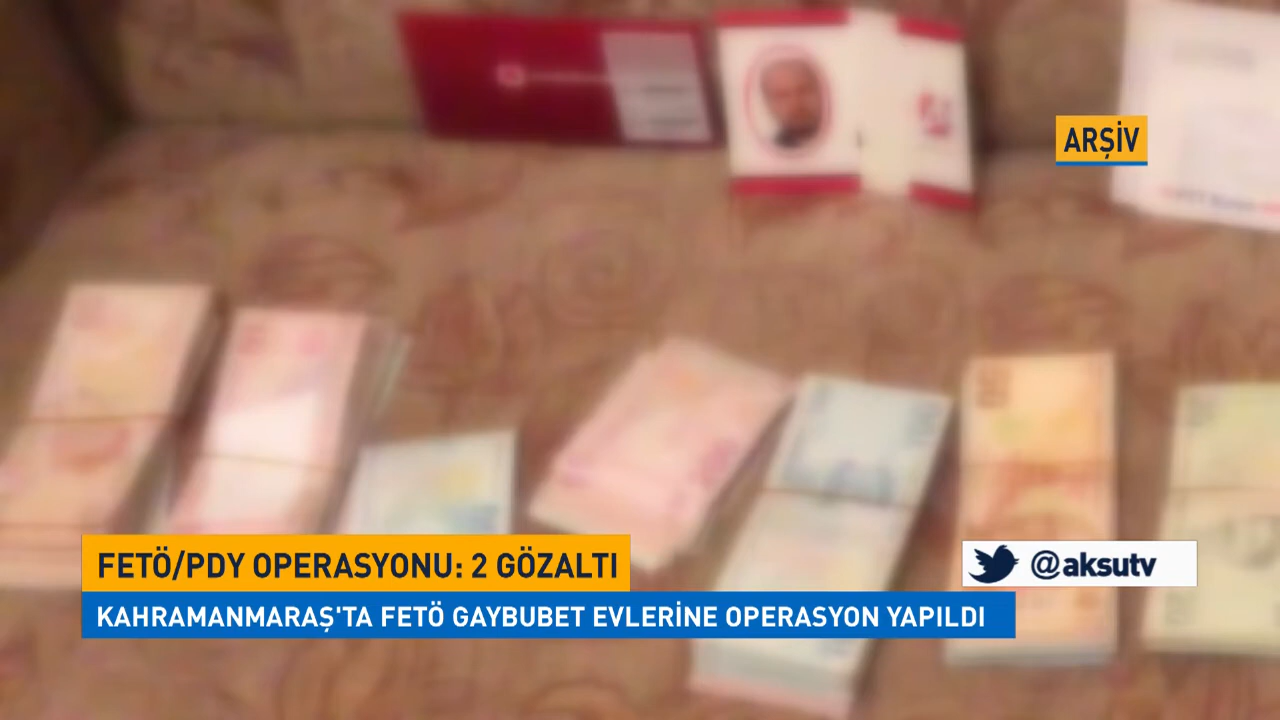 ARŞİV
FETÖ/PDY OPERASYONU: 2 GÖZALTI
@aksutv
KAHRAMANMARAŞ'TA FETÖ GAYBUBET EVLERİNE OPERASYON YAPILDI